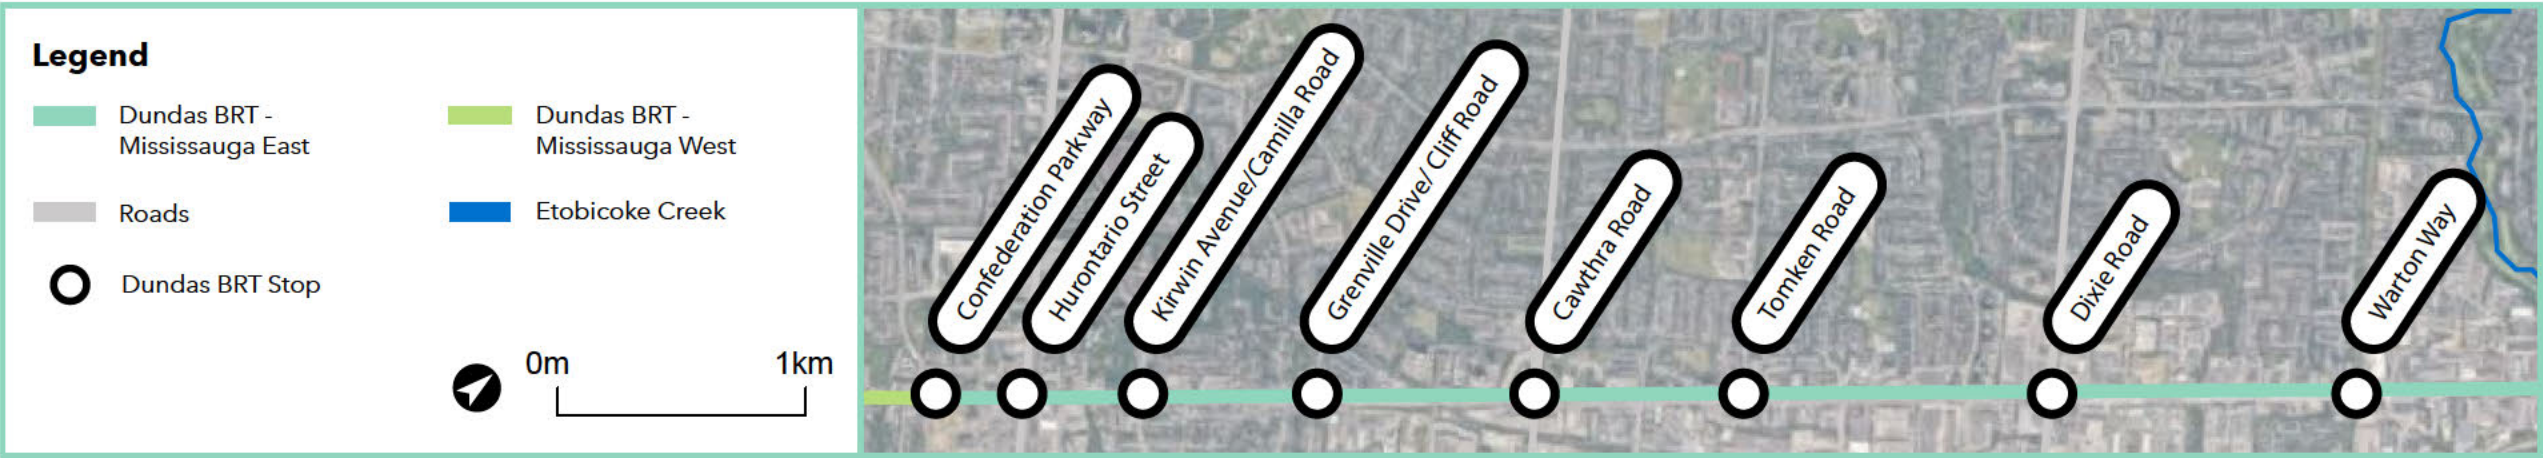 Legend
Dundas BRT -
Mississauga East
Dundas BRT -
Mississauga West
Roads
Etobicoke Creek
Dundas BRT Stop
0m
1km
Confederation Parkway
Hurontario Street
Kirwin Avenue/Camilla Road
Grenville Drive/ Cliff Road
Cawthra Road
Tomken Road
Dixie Road
Warton Way